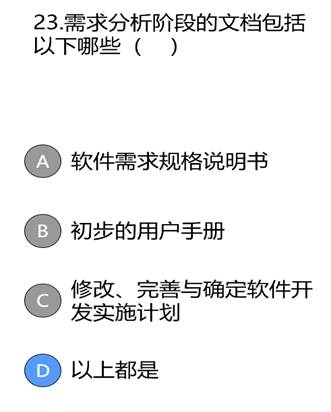 23.需求分析阶段的文档包括
以下哪些（　）
A 软件需求规格说明书
B 初步的用户手册
C 修改、完善与确定软件开
发实施计划
D 以上都是